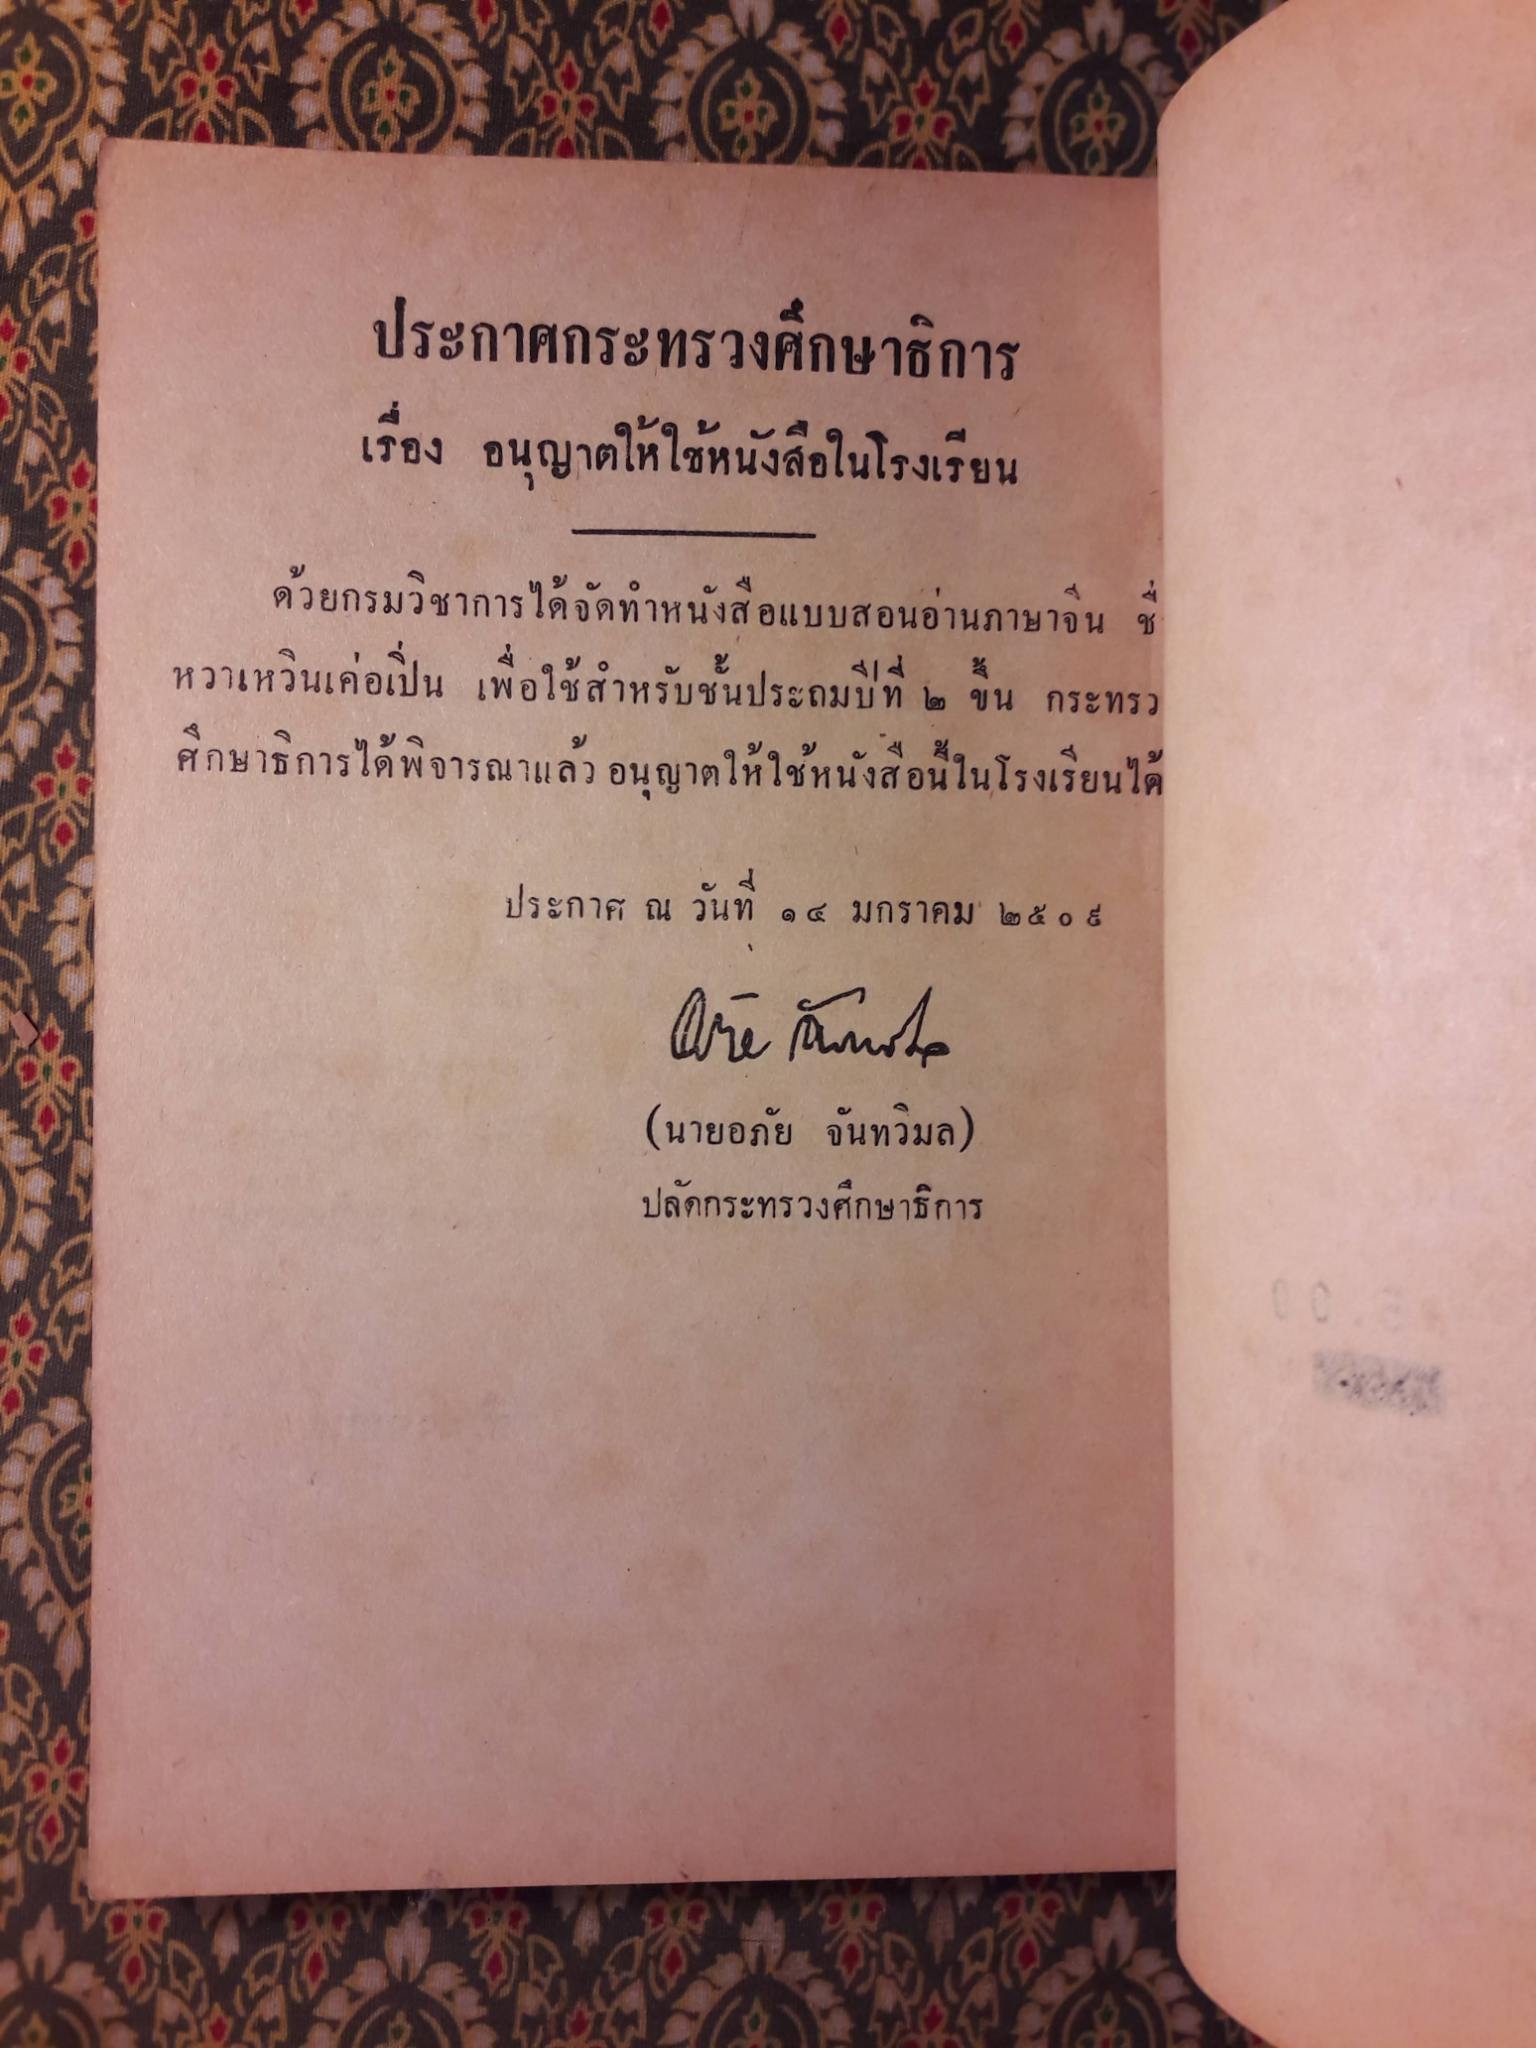 ประกาศกระทรวงศึกษาธิการ
เรื่อง อนุญาตให้ใช้หนังสือในโรงเรียน
ด้วยกรมวิชาการได้จัดทำหนังสือแบบสอนอ่านภาษาจีน ชื่
หวาเหวินเค่อเปิ่น เพื่อใช้สำหรับชั้นประถมปีที่ ๒ ขึ้น กระทรว
ศึกษาธิการได้พิจารณาแล้ว อนุญาตให้ใช้หนังสือนี้ในโรงเรียนได้
ประกาศ ณ วันที่ ๑๔ มกราคม ๒๕๐๙
(นายอภัย จันทวิมล)
ปลัดกระทรวงศึกษาธิการ